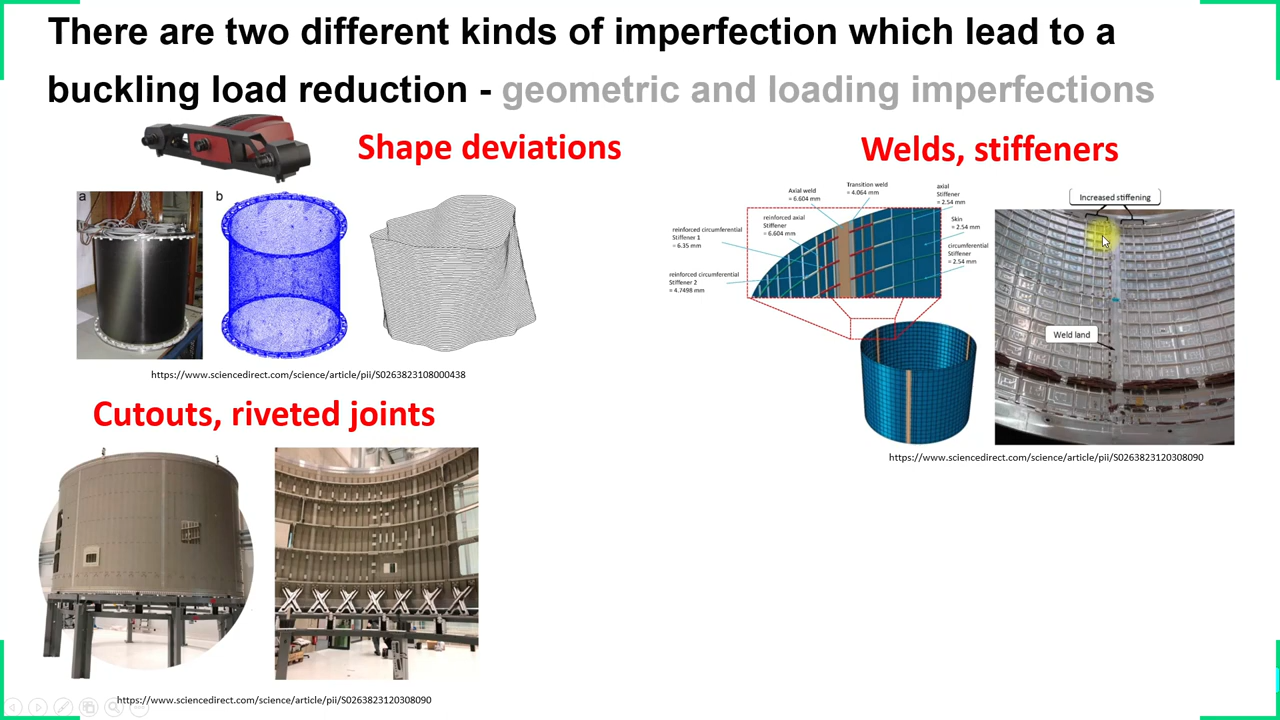 There are two different kinds of imperfection which lead to a
buckling load reduction - geometric and loading imperfections
Shape deviations
a
b
https://www.sciencedirect.com/science/article/pii/S0263823108000438
Cutouts, riveted joints
https://www.sciencedirect.com/science/article/pii/S0263823120308090
Welds, stiffeners
Axial weld
= 6.604 mm
Transition weld
= 4.064 mm
axial
Stiffener
= 2.54 mm
reinforced axial
Stiffener
= 6,604 mm
Skin
= 2.54 mm
reinforced circumferential
Stiffener 1
= 6.35 mm
circumferential
Stiffener
= 2.54 mm
reinforced circumferential
Stiffener 2
= 4.7498 mm
Increased stiffening
Weld land
https://www.sciencedirect.com/science/article/pii/S0263823120308090